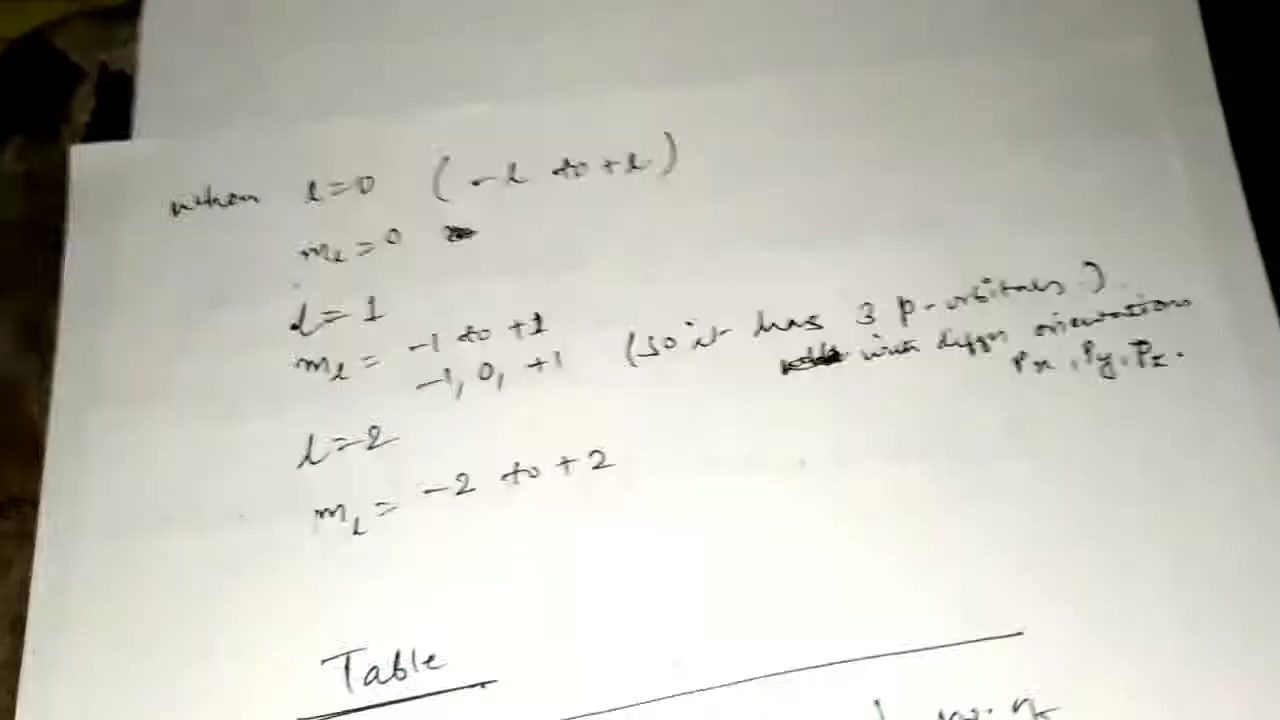 when l=0 (-l to +l)
ml = 0
l = 1
ml = -1 to +1
-1, 0, +1 (so it has 3 p-orbitals)
with differ orientations
Px, Py, Pz.
l=2
ml = -2 to +2
Table